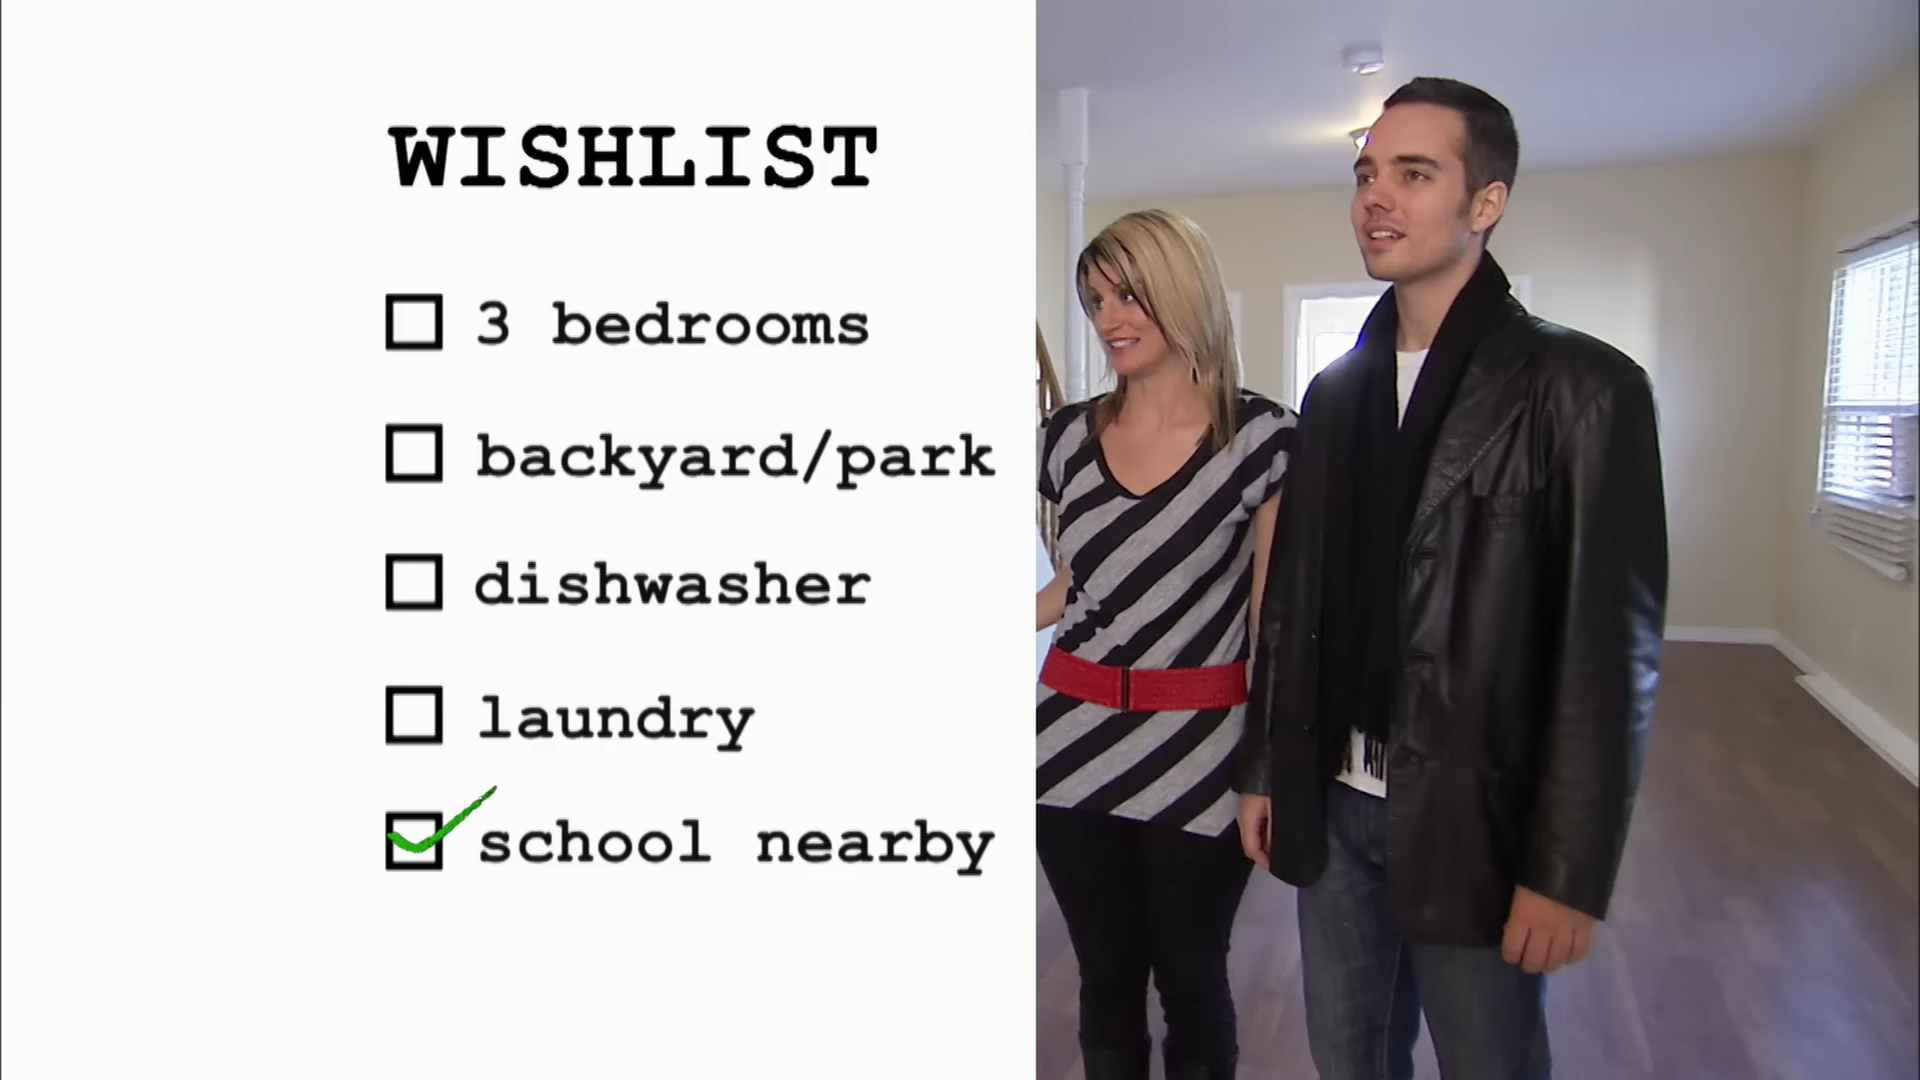 WISHLIST
3 bedrooms
backyard/park
dishwasher
laundry
school nearby